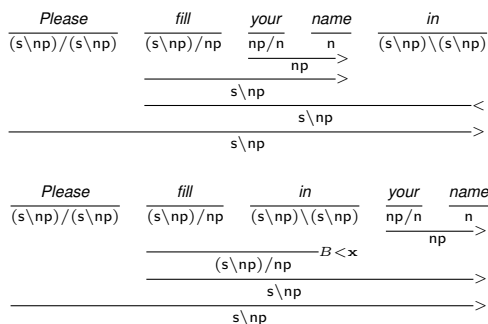 Please fill your name in
(s\np)/(s\np) (s\np)/np np/n n (s\np)\(s\np)
>
np
>
s\np
<
s\np
>
s\np
Please fill in your name
(s\np)/(s\np) (s\np)/np (s\np)\(s\np) np/n n
>
np
B<x
(s\np)/np
>
s\np
>
s\np